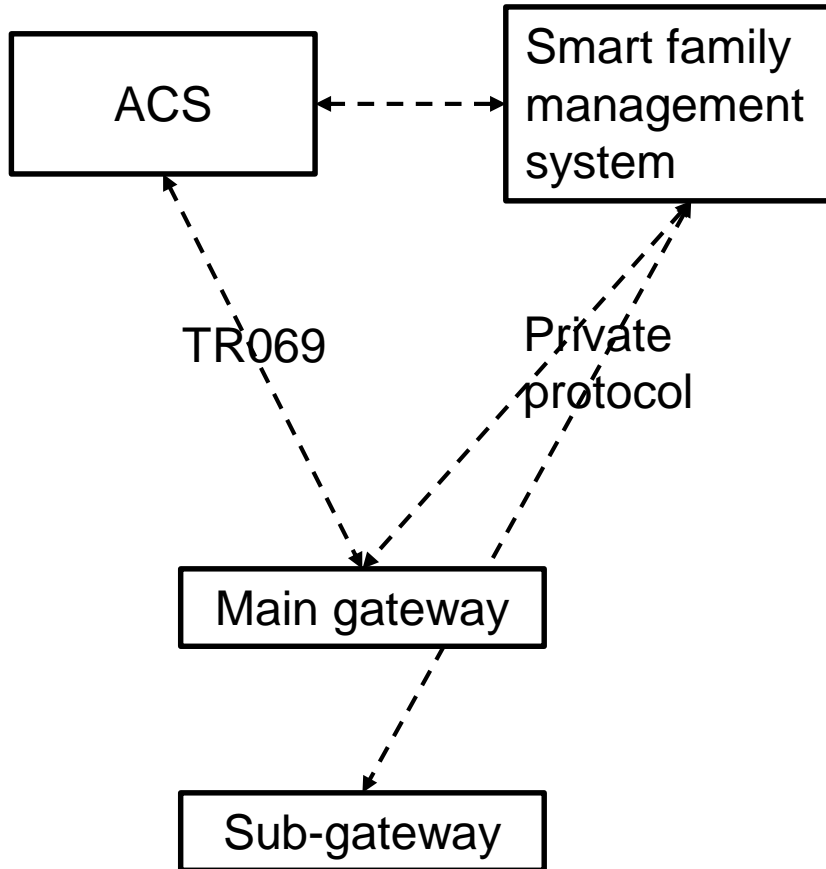 ACS
Smart family
management
system
TR069
Private
protocol
Main gateway
Sub-gateway